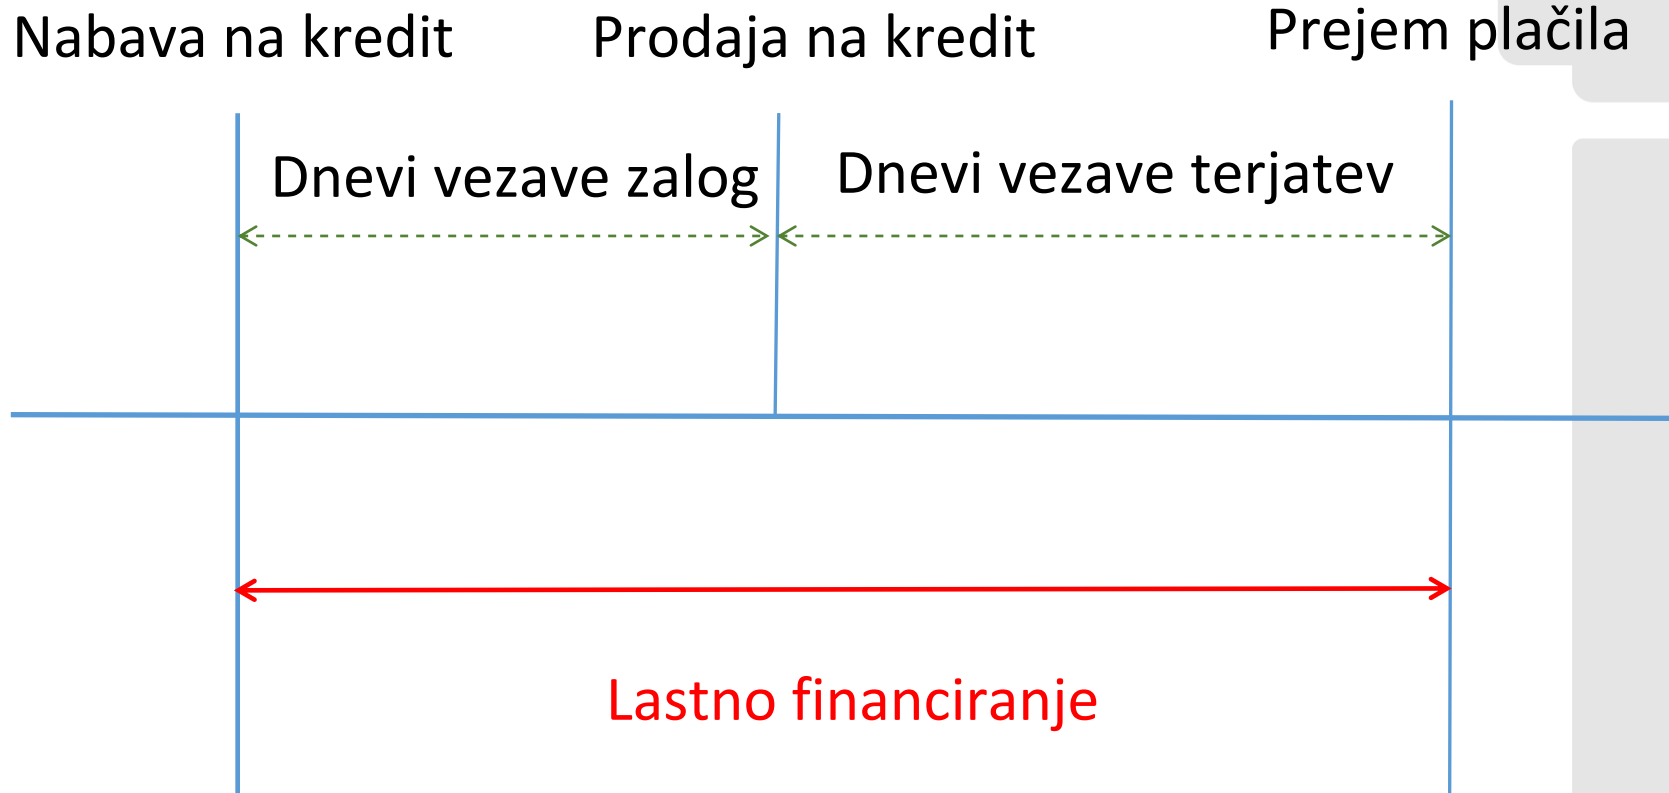 Nabava na kredit
Prodaja na kredit
Prejem plačila
Dnevi vezave zalog
Dnevi vezave terjatev
Lastno financiranje